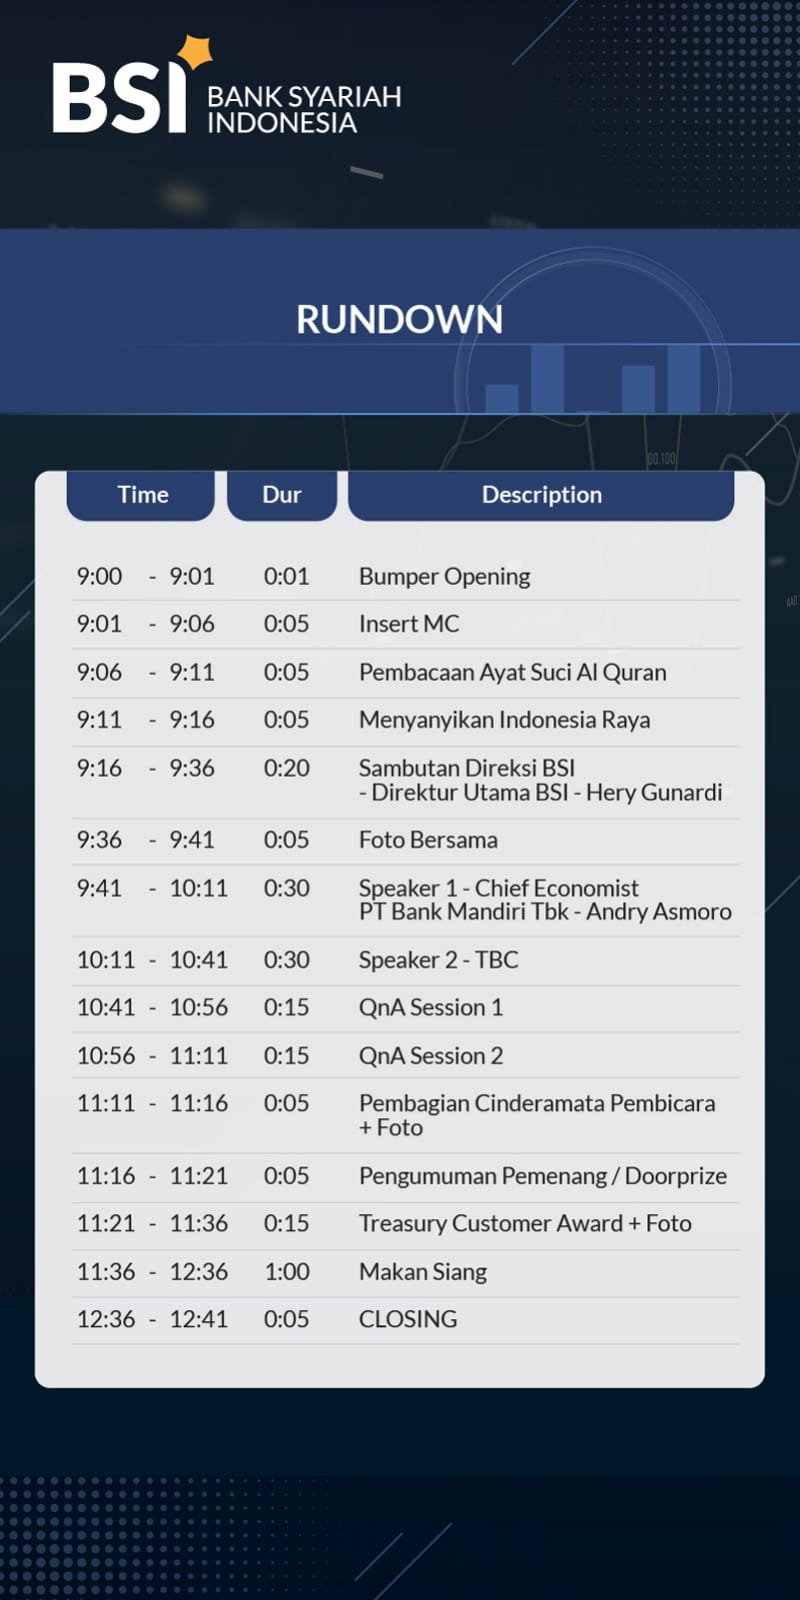 BSI BANK SYARIAH
INDONESIA
RUNDOWN
00.100
Time Dur Description
9:00 - 9:01 0:01 Bumper Opening
9:01 - 9:06 0:05 Insert MC
9:06 - 9:11 0:05 Pembacaan Ayat Suci Al Quran
9:11 - 9:16 0:05 Menyanyikan Indonesia Raya
9:16 - 9:36 0:20 Sambutan Direksi BSI
- Direktur Utama BSI - Hery Gunardi
9:36 - 9:41 0:05 Foto Bersama
9:41 - 10:11 0:30 Speaker 1 - Chief Economist
PT Bank Mandiri Tbk - Andry Asmoro
10:11 - 10:41 0:30 Speaker 2 - TBC
10:41 - 10:56 0:15 QnA Session 1
10:56 - 11:11 0:15 QnA Session 2
11:11 - 11:16 0:05 Pembagian Cinderamata Pembicara
+ Foto
11:16 - 11:21 0:05 Pengumuman Pemenang / Doorprize
11:21 - 11:36 0:15 Treasury Customer Award + Foto
11:36 - 12:36 1:00 Makan Siang
12:36 - 12:41 0:05 CLOSING